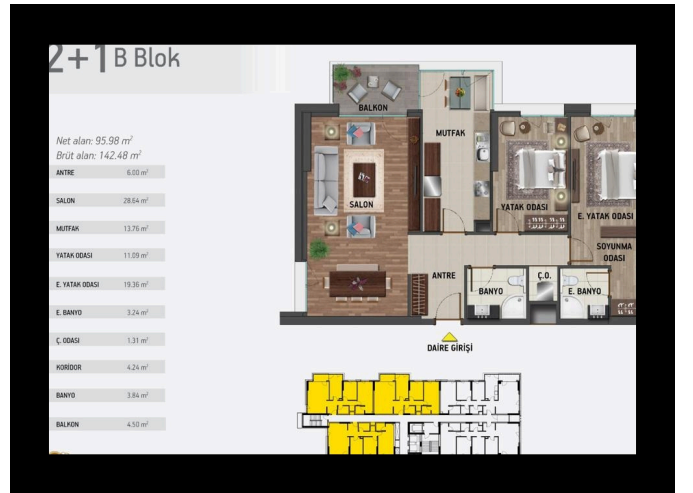 2+1 B Blok
Net alan: 95.98 m²
Brüt alan: 142.48 m²
ANTRE 6.00 m²
SALON 28.64 m²
MUTFAK 13.76 m²
YATAK ODASI 11.09 m²
E. YATAK ODASI 19.36 m²
E. BANYO 3.24 m²
Ç. ODASI 1.31 m²
KORİDOR 4.24 m²
BANYO 3.84 m²
BALKON 4.50 m²
BALKON
MUTFAK
SALON
YATAK ODASI
E. YATAK ODASI
SOYUNMA
ODASI
ANTRE
BANYO
Ç.O.
E. BANYO
DAİRE GİRİŞİ